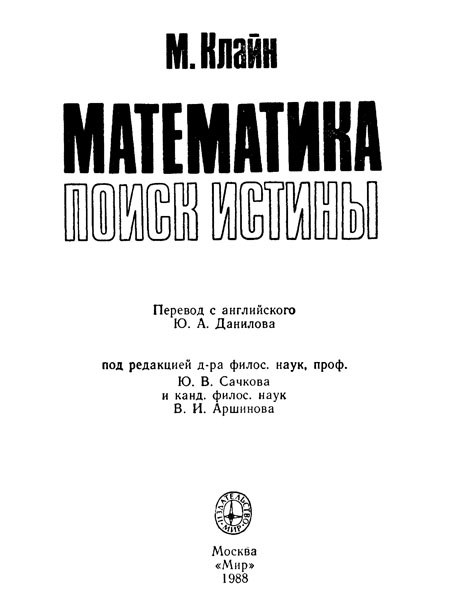 М. Клайн
МАТЕМАТИКА
ПОИСК ИСТИНЫ
Перевод с английского
Ю. А. Данилова
под редакцией д-ра филос. наук, проф.
Ю. В. Сачкова
и канд. филос. наук
В. И. Аршинова
ИЗДАТЕЛЬСТВО
МИР
Москва
«Мир»
1988